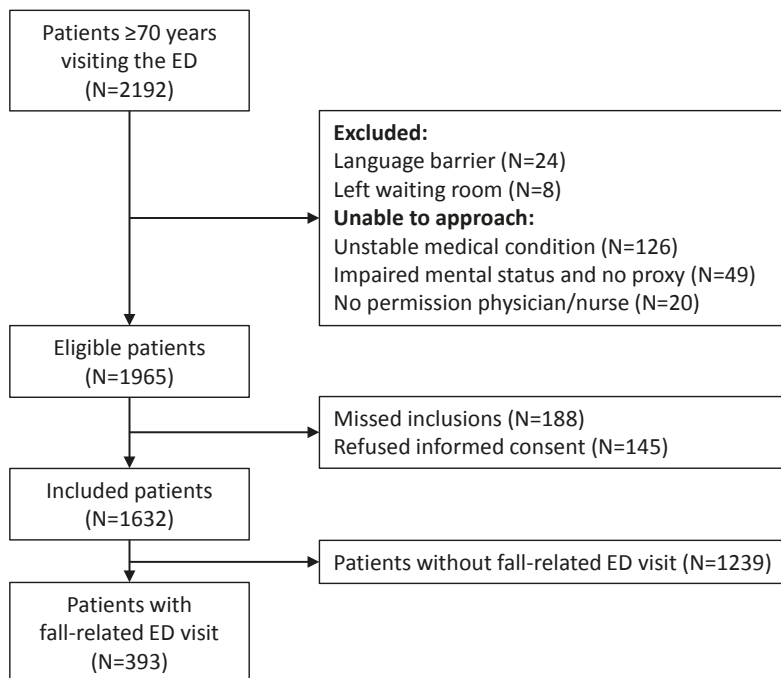 Patients ≥70 years
visiting the ED
(N=2192)
Excluded:
Language barrier (N=24)
Left waiting room (N=8)
Unable to approach:
Unstable medical condition (N=126)
Impaired mental status and no proxy (N=49)
No permission physician/nurse (N=20)
Eligible patients
(N=1965)
Missed inclusions (N=188)
Refused informed consent (N=145)
Included patients
(N=1632)
Patients without fall-related ED visit (N=1239)
Patients with
fall-related ED visit
(N=393)